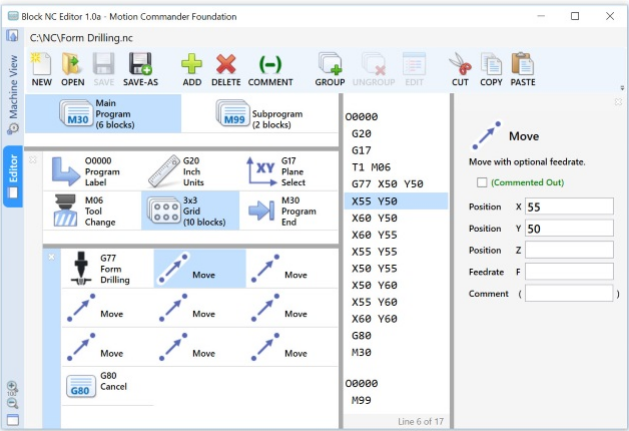 Block NC Editor 1.0a - Motion Commander Foundation
C:\NC\Form Drilling.nc
Machine View
Editor
NEW OPEN SAVE SAVE-AS ADD DELETE COMMENT GROUP UNGROUP EDIT CUT COPY PASTE
(-)
M30
Main
Program
(6 blocks)
M99
Subprogram
(2 blocks)
O0000
Program
Label
G20
Inch
Units
XY
G17
Plane
Select
M06
Tool
Change
3x3
Grid
(10 blocks)
M30
Program
End
G77
Form
Drilling
Move
Move
Move
Move
Move
Move
Move
Move
G80
G80
Cancel
O0000
G20
G17
T1 M06
G77 X50 Y50
X55 Y50
X60 Y50
X60 Y55
X55 Y55
X50 Y55
X50 Y60
X55 Y60
X60 Y60
G80
M30
O0000
M99
Line 6 of 17
Move
Move with optional feedrate.
(Commented Out)
Position X 55
Position Y 50
Position Z
Feedrate F
Comment ( )